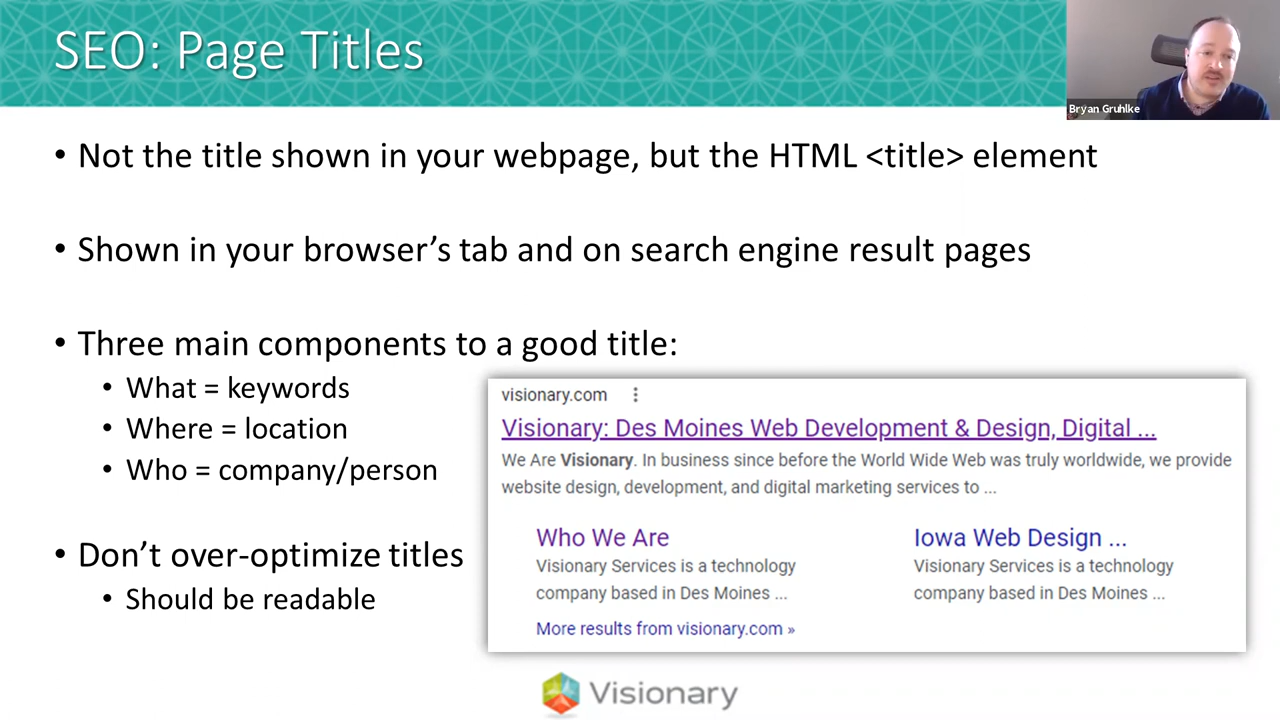 SEO: Page Titles
Bryan Gruhlke
• Not the title shown in your webpage, but the HTML <title> element
• Shown in your browser’s tab and on search engine result pages
• Three main components to a good title:
• What = keywords
• Where = location
• Who = company/person
• Don’t over-optimize titles
• Should be readable
visionary.com
Visionary: Des Moines Web Development & Design, Digital ...
We Are Visionary. In business since before the World Wide Web was truly worldwide, we provide
website design, development, and digital marketing services to ...
Who We Are
Visionary Services is a technology
company based in Des Moines ...
Iowa Web Design ...
Visionary Services is a technology
company based in Des Moines ...
More results from visionary.com »
Visionary